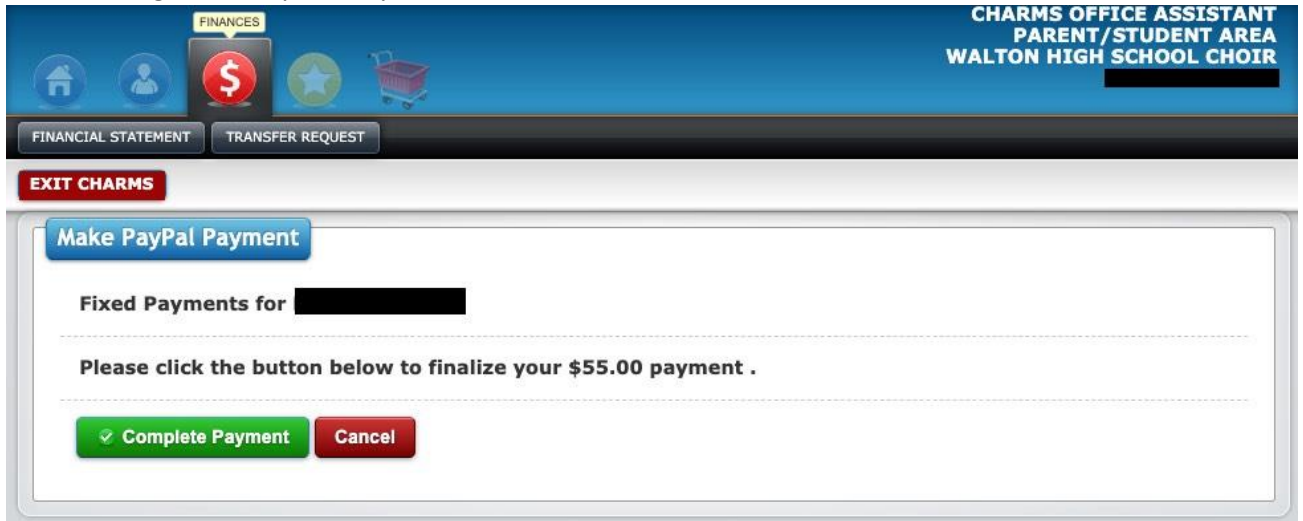 FINANCES
CHARMS OFFICE ASSISTANT
PARENT/STUDENT AREA
WALTON HIGH SCHOOL CHOIR
$
FINANCIAL STATEMENT TRANSFER REQUEST
EXIT CHARMS
Make PayPal Payment
Fixed Payments for
Please click the button below to finalize your $55.00 payment .
Complete Payment Cancel